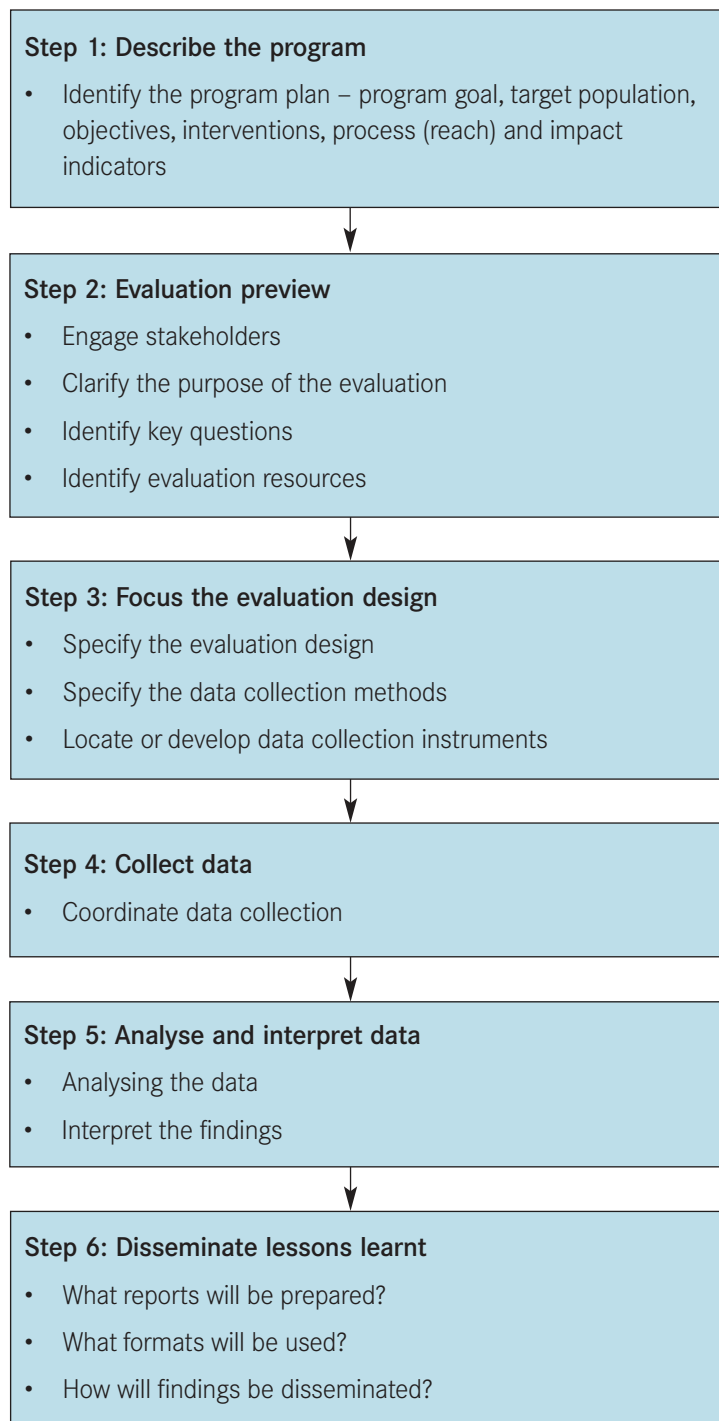 Step 1: Describe the program
• Identify the program plan – program goal, target population,
objectives, interventions, process (reach) and impact
indicators
Step 2: Evaluation preview
• Engage stakeholders
• Clarify the purpose of the evaluation
• Identify key questions
• Identify evaluation resources
Step 3: Focus the evaluation design
• Specify the evaluation design
• Specify the data collection methods
• Locate or develop data collection instruments
Step 4: Collect data
• Coordinate data collection
Step 5: Analyse and interpret data
• Analysing the data
• Interpret the findings
Step 6: Disseminate lessons learnt
• What reports will be prepared?
• What formats will be used?
• How will findings be disseminated?